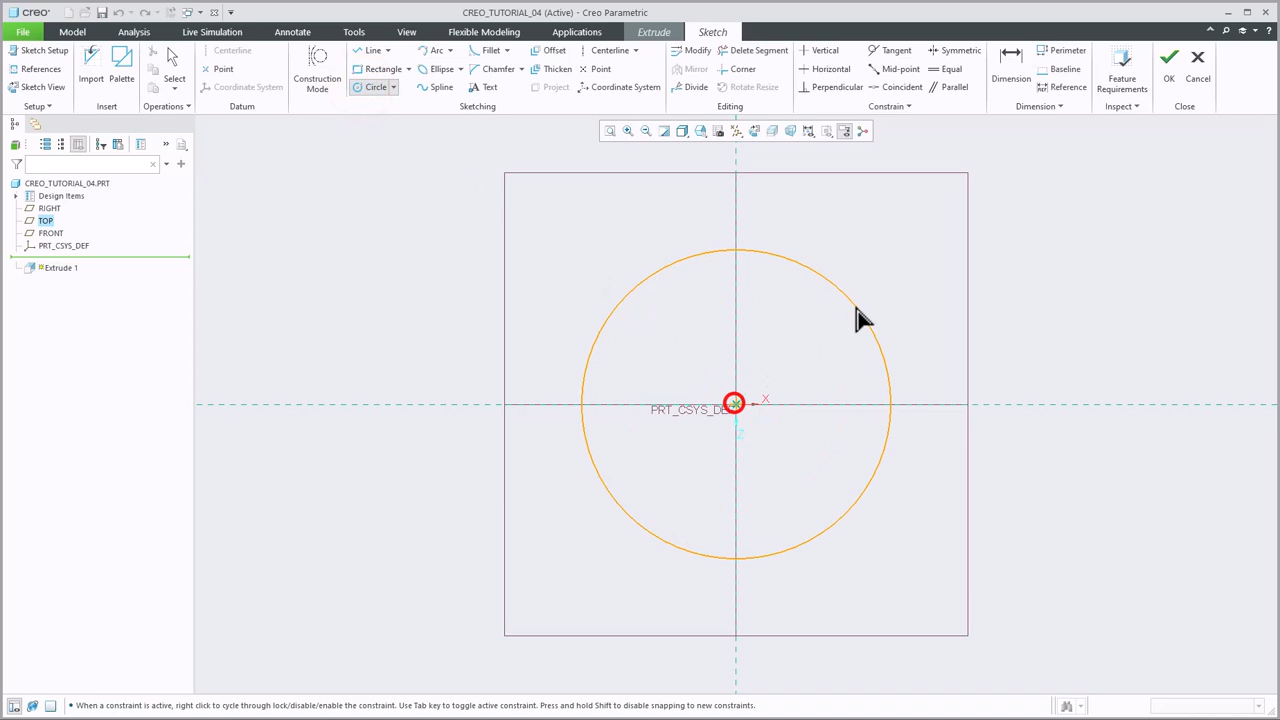 creo CREO_TUTORIAL_04 (Active) - Creo Parametric
File Model Analysis Live Simulation Annotate Tools View Flexible Modeling Applications Extrude Sketch
Sketch Setup Centerline Line Arc Fillet Offset Centerline Modify Delete Segment Vertical Tangent Symmetric Perimeter
References Import Palette Select Point Construction Mode Rectangle Ellipse Chamfer Thicken Point Mirror Corner Horizontal Mid-point Equal Dimension Baseline Feature Requirements OK Cancel
Sketch View Coordinate System Circle Spline Text Project Coordinate System Divide Rotate Resize Perpendicular Coincident Parallel Reference
Setup Insert Operations Datum Sketching Editing Constrain Dimension Inspect Close
CREO_TUTORIAL_04.PRT
Design Items
RIGHT
TOP
FRONT
PRT_CSYS_DEF
Extrude 1
X
PRT_CSYS_DE
Z
When a constraint is active, right click to cycle through lock/disable/enable the constraint. Use Tab key to toggle active constraint. Press and hold Shift to disable snapping to new constraints.